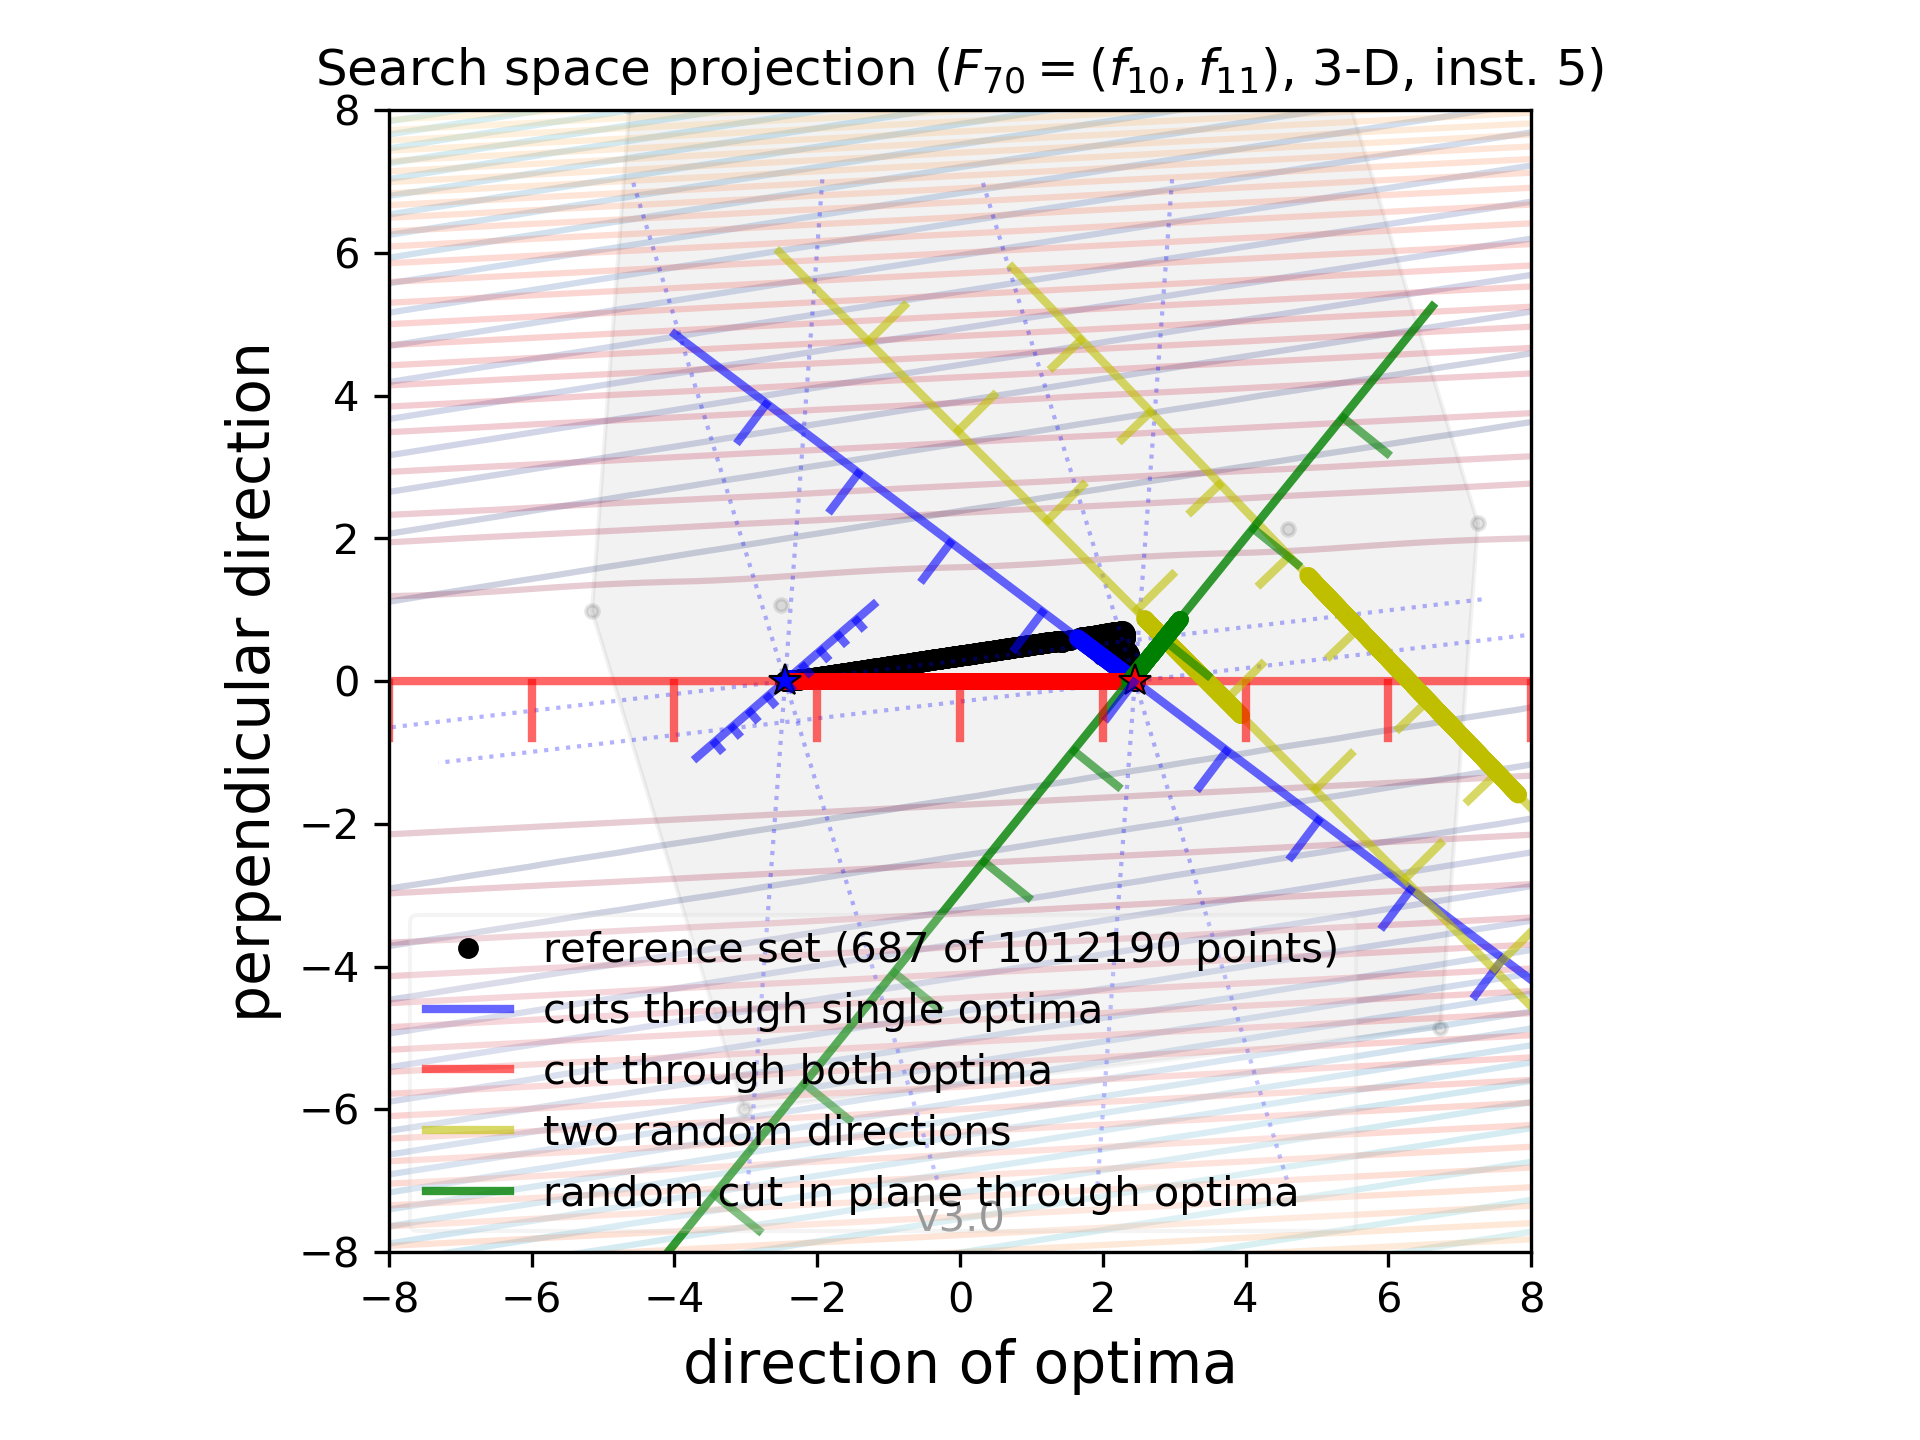 Search space projection (F70 = (f10, f11), 3-D, inst. 5)
8
6
4
2
0
−2
−4
−6
−8
perpendicular direction
reference set (687 of 1012190 points)
cuts through single optima
cut through both optima
two random directions
random cut in plane through optima
v3.0
−8 −6 −4 −2 0 2 4 6 8
direction of optima